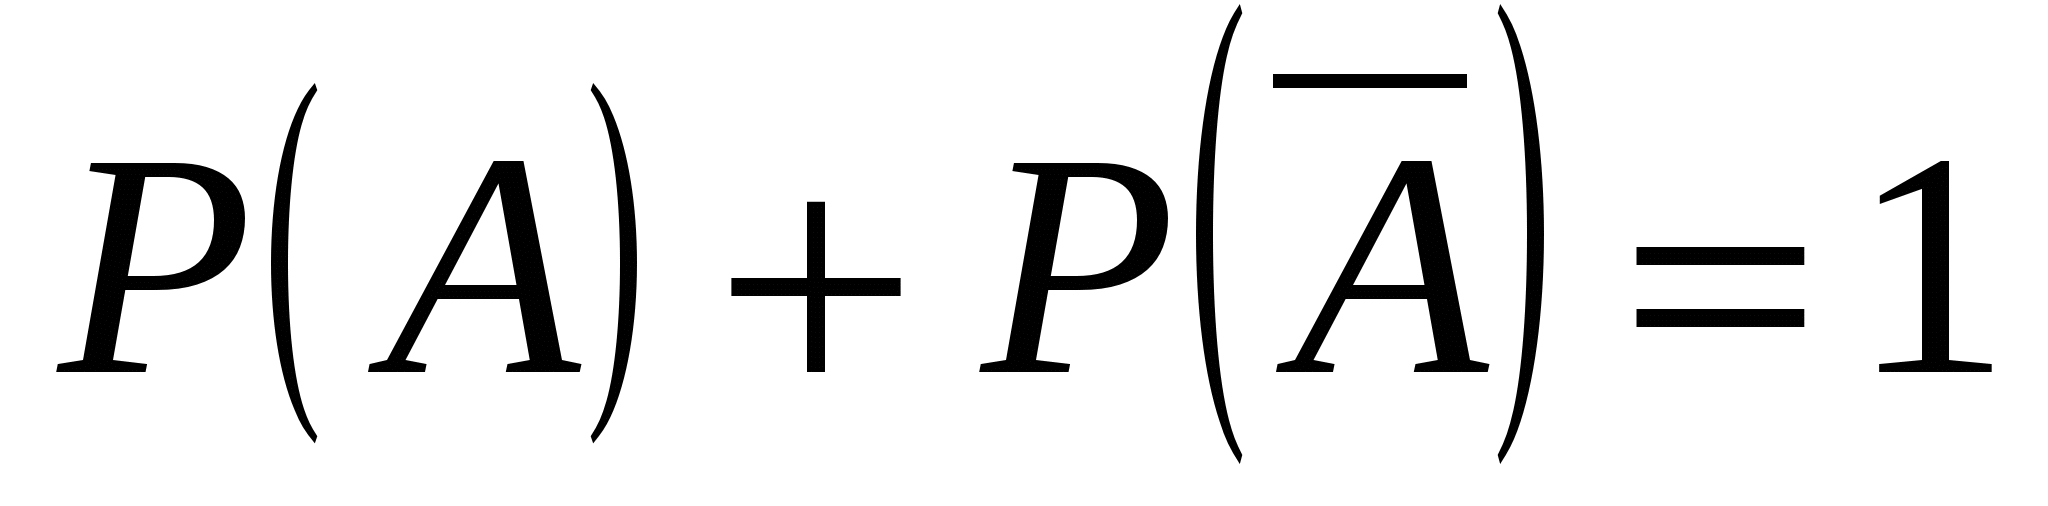 P(A) + P(A̅) = 1